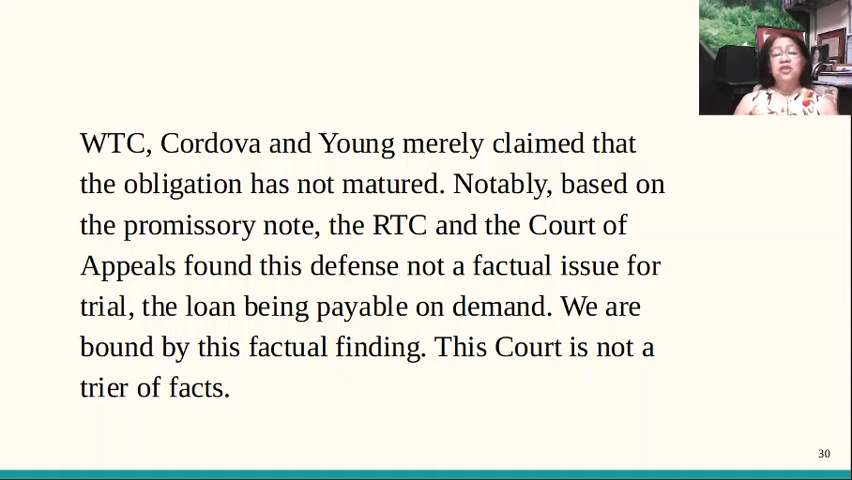 WTC, Cordova and Young merely claimed that
the obligation has not matured. Notably, based on
the promissory note, the RTC and the Court of
Appeals found this defense not a factual issue for
trial, the loan being payable on demand. We are
bound by this factual finding. This Court is not a
trier of facts.
30